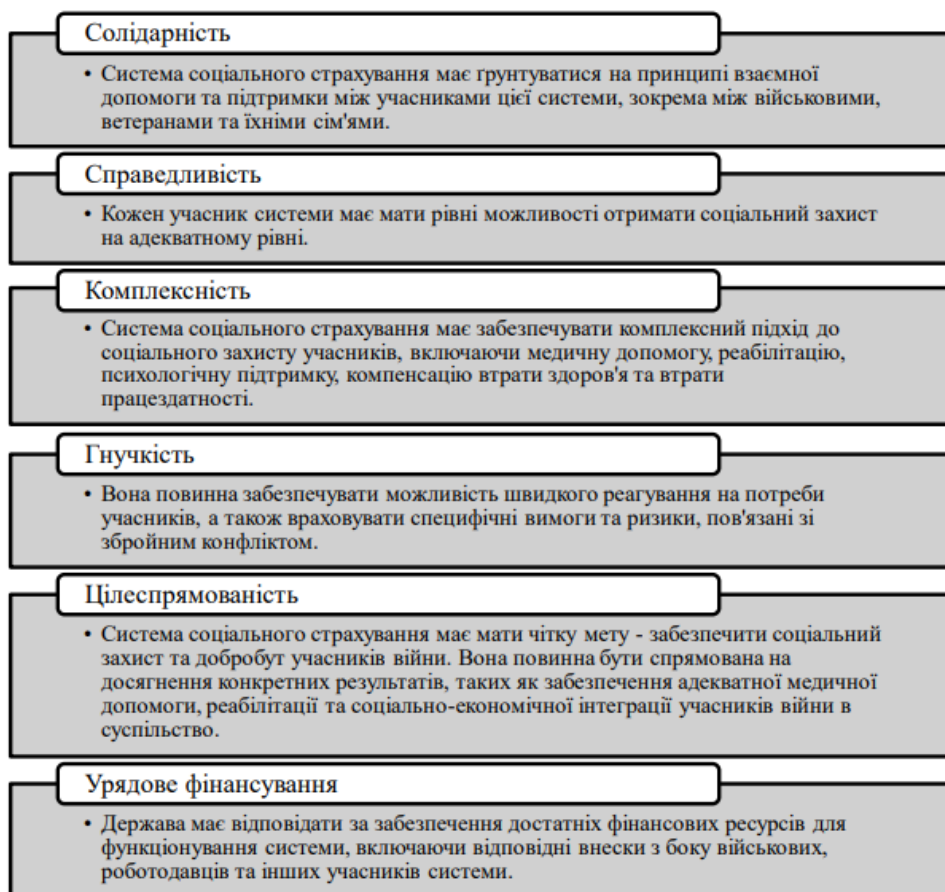 Солідарність
• Система соціального страхування має ґрунтуватися на принципі взаємної
допомоги та підтримки між учасниками цієї системи, зокрема між військовими,
ветеранами та їхніми сім'ями.
Справедливість
• Кожен учасник системи має мати рівні можливості отримати соціальний захист
на адекватному рівні.
Комплексність
• Система соціального страхування має забезпечувати комплексний підхід до
соціального захисту учасників, включаючи медичну допомогу, реабілітацію,
психологічну підтримку, компенсацію втрати здоров'я та втрати
працездатності.
Гнучкість
• Вона повинна забезпечувати можливість швидкого реагування на потреби
учасників, а також враховувати специфічні вимоги та ризики, пов'язані зі
збройним конфліктом.
Цілеспрямованість
• Система соціального страхування має мати чітку мету - забезпечити соціальний
захист та добробут учасників війни. Вона повинна бути спрямована на
досягнення конкретних результатів, таких як забезпечення адекватної медичної
допомоги, реабілітації та соціально-економічної інтеграції учасників війни в
суспільство.
Урядове фінансування
• Держава має відповідати за забезпечення достатніх фінансових ресурсів для
функціонування системи, включаючи відповідні внески з боку військових,
роботодавців та інших учасників системи.